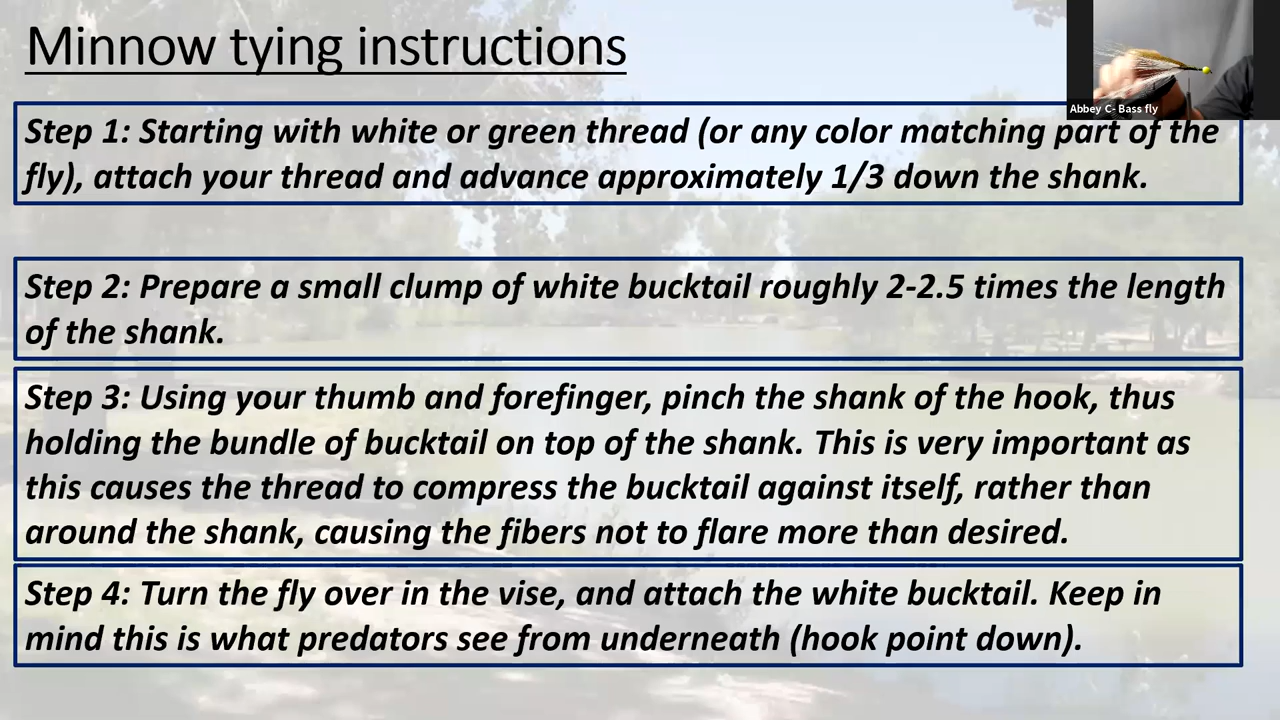 Minnow tying instructions
Abbey C- Bass fly
Step 1: Starting with white or green thread (or any color matching part of the
fly), attach your thread and advance approximately 1/3 down the shank.
Step 2: Prepare a small clump of white bucktail roughly 2-2.5 times the length
of the shank.
Step 3: Using your thumb and forefinger, pinch the shank of the hook, thus
holding the bundle of bucktail on top of the shank. This is very important as
this causes the thread to compress the bucktail against itself, rather than
around the shank, causing the fibers not to flare more than desired.
Step 4: Turn the fly over in the vise, and attach the white bucktail. Keep in
mind this is what predators see from underneath (hook point down).